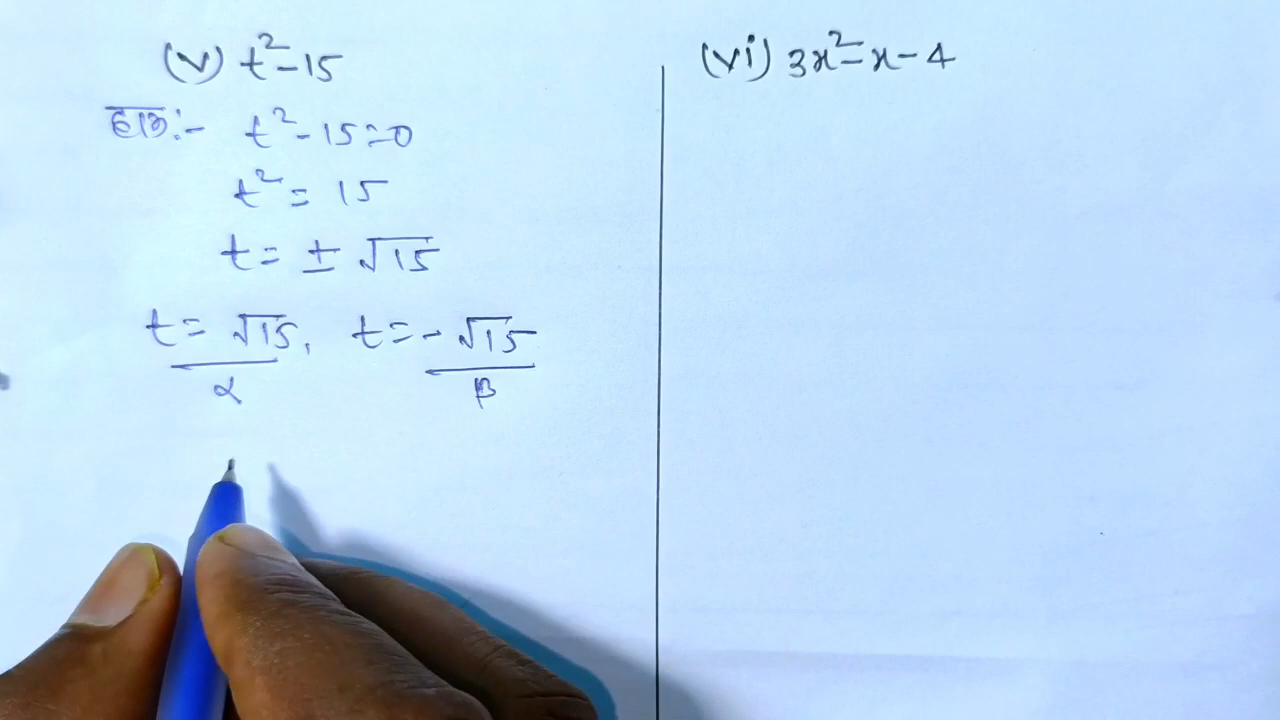 (v) t²-15
हल:- t²-15=0
t² = 15
t = ± √15
t = √15, t = - √15
α β
(vi) 3x²-x-4